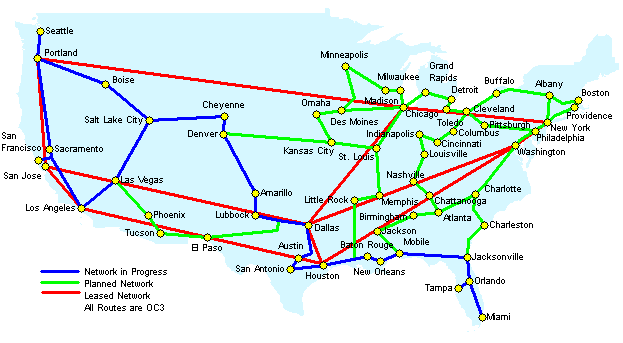 Seattle
Portland
Boise
Minneapolis
Milwaukee
Grand
Rapids
Detroit
Buffalo
Albany
Boston
Providence
Madison
Chicago
Toledo
Cleveland
Columbus
Pittsburgh
New York
Philadelphia
Washington
Salt Lake City
Cheyenne
Denver
Omaha
Des Moines
Kansas City
St. Louis
Indianapolis
Cincinnati
Louisville
San
Francisco
Sacramento
San Jose
Las Vegas
Los Angeles
Phoenix
Tucson
El Paso
Amarillo
Lubbock
Little Rock
Nashville
Memphis
Chattanooga
Charlotte
Dallas
Birmingham
Atlanta
Charleston
Jackson
Austin
Baton Rouge
Mobile
San Antonio
Houston
New Orleans
Jacksonville
Orlando
Tampa
Miami
Network in Progress
Planned Network
Leased Network
All Routes are OC3